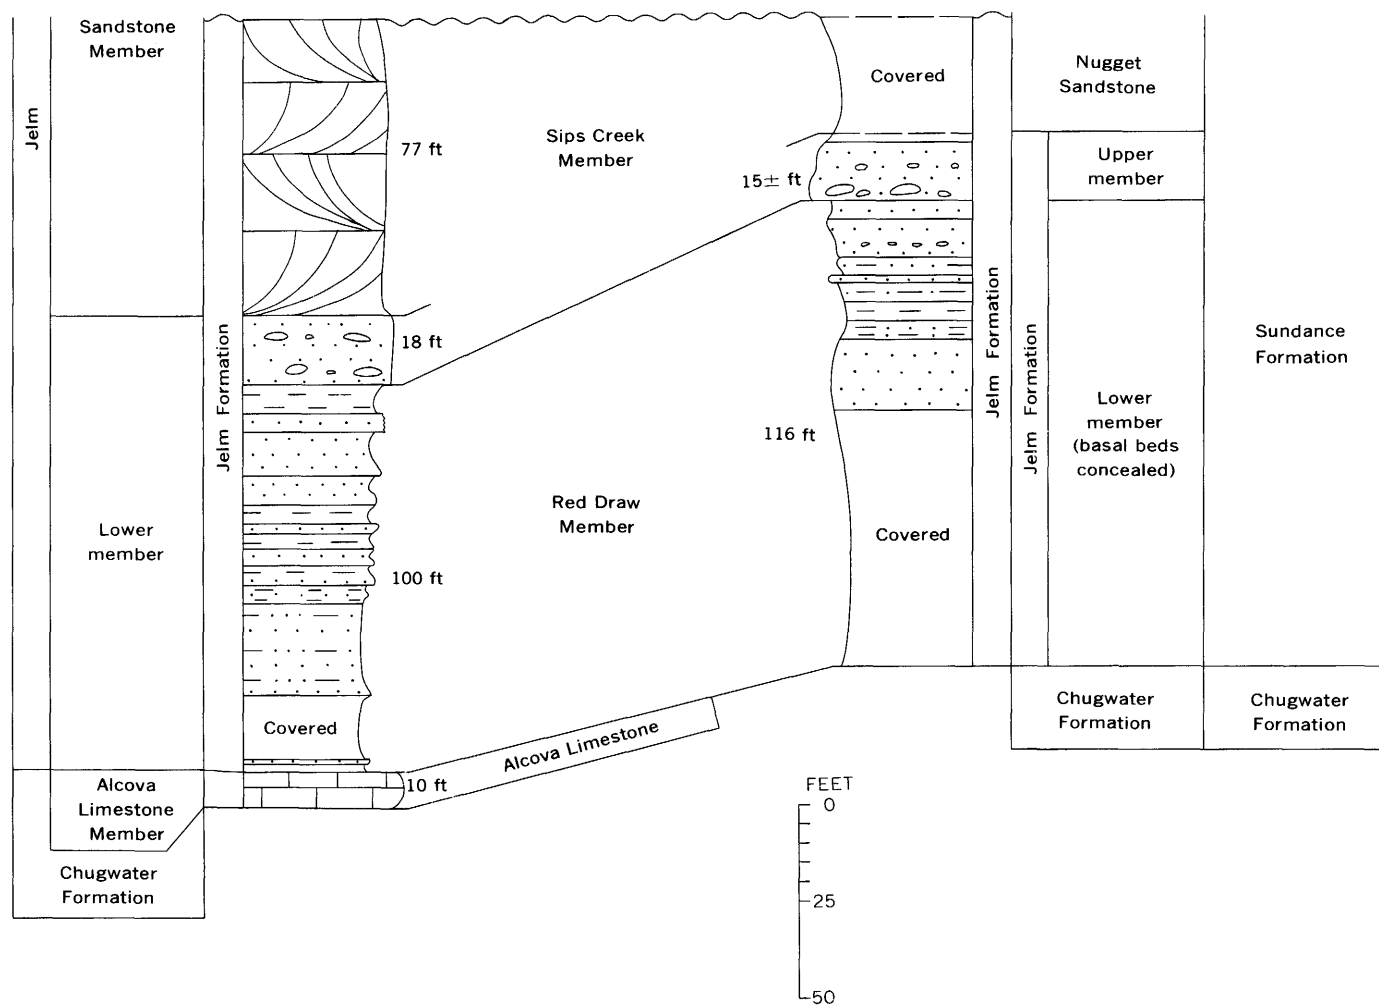 Jelm
Sandstone
Member
Lower
member
Alcova
Limestone
Member
Chugwater
Formation
Jelm Formation
77 ft
18 ft
100 ft
Covered
10 ft
Sips Creek
Member
Red Draw
Member
Alcova Limestone
15± ft
116 ft
Covered
Covered
Jelm Formation
Jelm Formation
Nugget
Sandstone
Upper
member
Lower
member
(basal beds
concealed)
Chugwater
Formation
Sundance
Formation
Chugwater
Formation
FEET
0
25
50